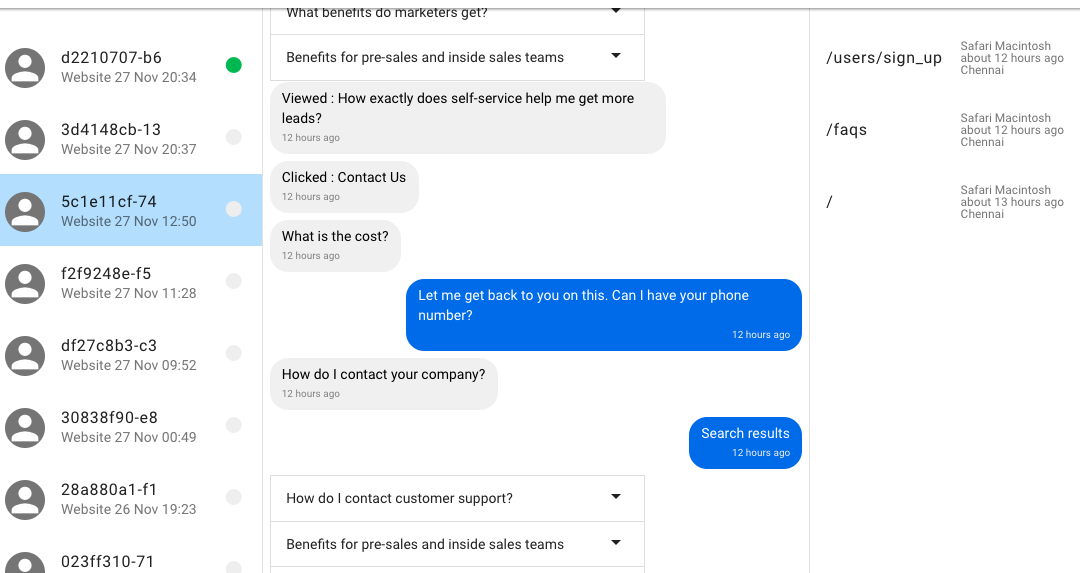 What benefits do marketers get?
Benefits for pre-sales and inside sales teams
d2210707-b6
Website 27 Nov 20:34
3d4148cb-13
Website 27 Nov 20:37
5c1e11cf-74
Website 27 Nov 12:50
f2f9248e-f5
Website 27 Nov 11:28
df27c8b3-c3
Website 27 Nov 09:52
30838f90-e8
Website 27 Nov 00:49
28a880a1-f1
Website 26 Nov 19:23
023ff310-71
Viewed : How exactly does self-service help me get more
leads?
12 hours ago
Clicked : Contact Us
12 hours ago
What is the cost?
12 hours ago
Let me get back to you on this. Can I have your phone
number?
12 hours ago
How do I contact your company?
12 hours ago
Search results
12 hours ago
How do I contact customer support?
Benefits for pre-sales and inside sales teams
/users/sign_up
Safari Macintosh
about 12 hours ago
Chennai
/faqs
Safari Macintosh
about 12 hours ago
Chennai
/
Safari Macintosh
about 13 hours ago
Chennai